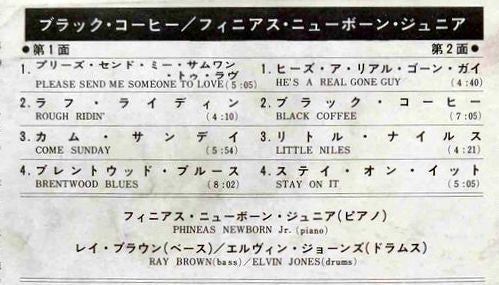 ブラック・コーヒー/フィニアス・ニューボーン・ジュニア
●第1面
第2面●
1. プリーズ・センド・ミー・サムワン・トゥ・ラヴ
PLEASE SEND ME SOMEONE TO LOVE(5:05)
2. ラフ・ライディン
ROUGH RIDIN' (4:10)
3. カム・サンデイ
COME SUNDAY (5:54)
4. ブレントウッド・ブルース
BRENTWOOD BLUES (8:02)
1. ヒーズ・ア・リアル・ゴーン・ガイ
HE'S A REAL GONE GUY (4:40)
2. ブラック・コーヒー
BLACK COFFEE (7:05)
3. リトル・ナイルス
LITTLE NILES (4:21)
4. ステイ・オン・イット
STAY ON IT (5:05)
フィニアス・ニューボーン・ジュニア(ピアノ)
PHINEAS NEWBORN Jr. (piano)
レイ・ブラウン(ベース)/エルヴィン・ジョーンズ(ドラムス)
RAY BROWN(bass)/ELVIN JONES(drums)